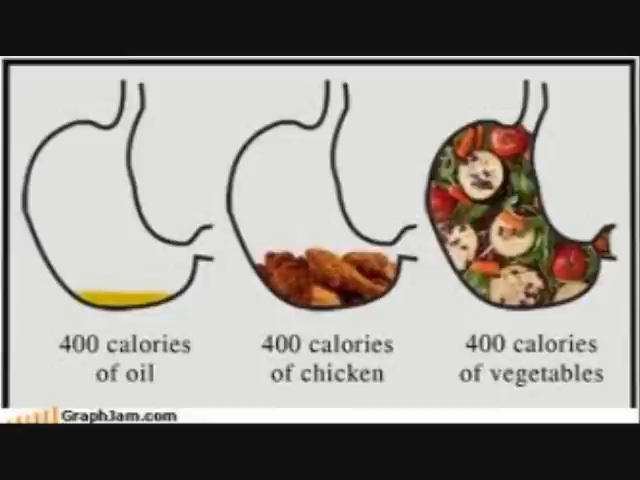 400 calories
of oil
400 calories
of chicken
400 calories
of vegetables
GraphJam.com